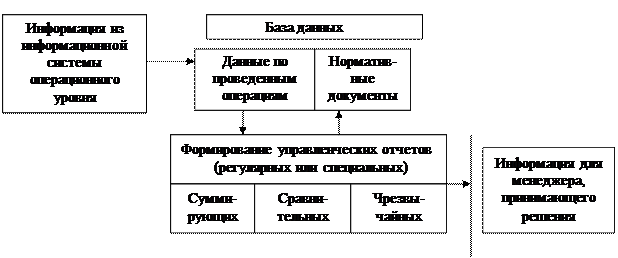 Информация из
информационной
системы
операционного
уровня
База данных
Данные по
проведенным
операциям
Норматив-
ные
документы
Формирование управленческих отчетов
(регулярных или специальных)
Сумми-
рующих
Сравни-
тельных
Чрезвы-
чайных
Информация для
менеджера,
принимающего
решения